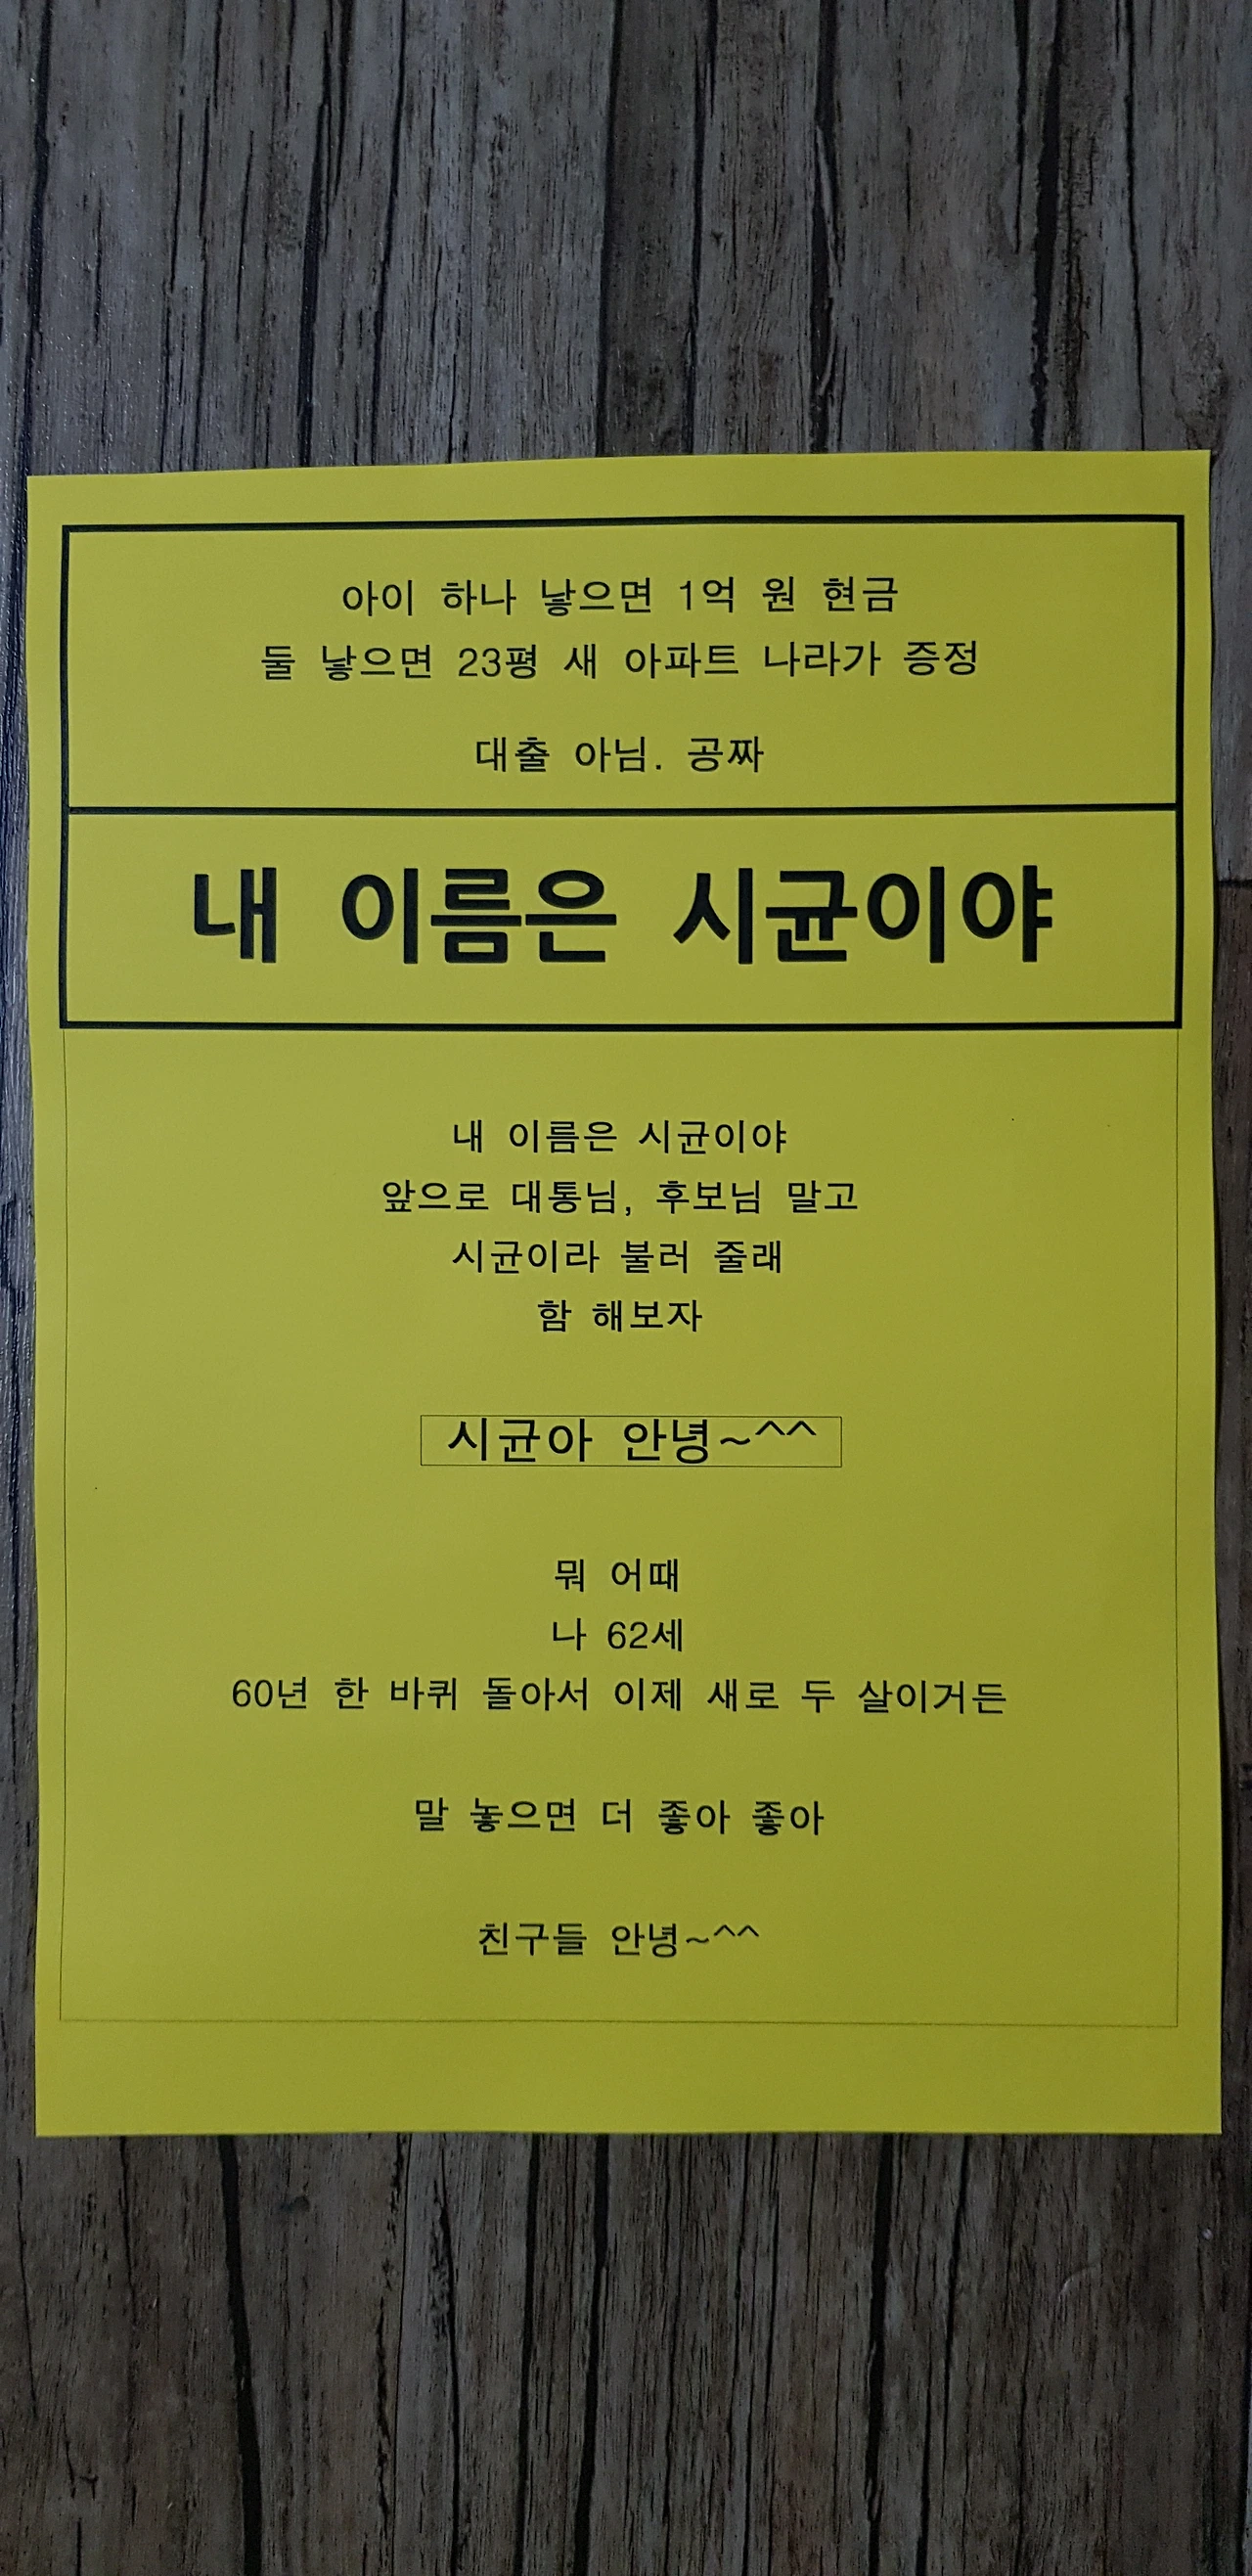 아이 하나 낳으면 1억 원 현금
둘 낳으면 23평 새 아파트 나라가 증정
대출 아님. 공짜
내 이름은 시균이야
내 이름은 시균이야
앞으로 대통님, 후보님 말고
시균이라 불러 줄래
함 해보자
시균아 안녕~^^
뭐 어때
나 62세
60년 한 바퀴 돌아서 이제 새로 두 살이거든
말 놓으면 더 좋아 좋아
친구들 안녕~^^